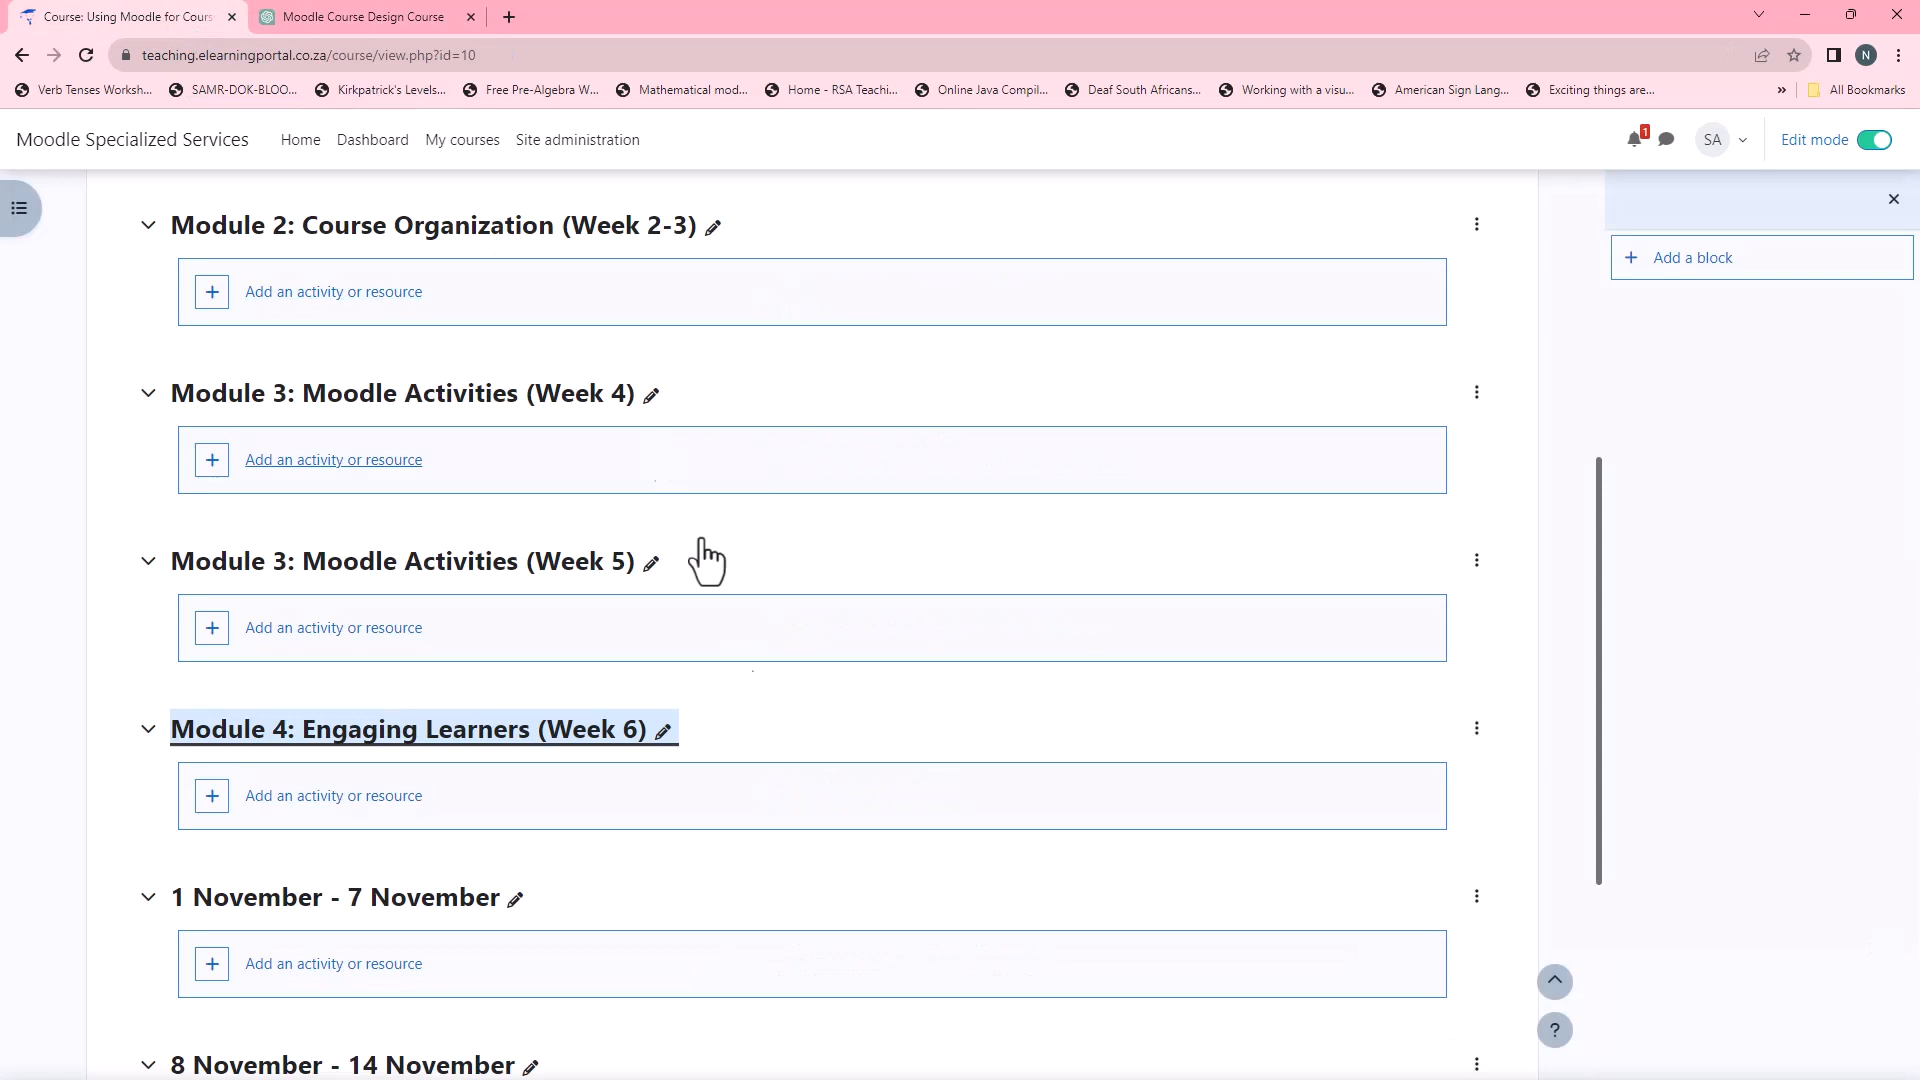 Course: Using Moodle for Cours
Moodle Course Design Course
teaching.elearningportal.co.za/course/view.php?id=10
N
Verb Tenses Worksh...
SAMR-DOK-BLOO...
Kirkpatrick's Levels...
Free Pre-Algebra W...
Mathematical mod...
Home - RSA Teachi...
Online Java Compil...
Deaf South Africans...
Working with a visu...
American Sign Lang...
Exciting things are...
»
All Bookmarks
Moodle Specialized Services
Home
Dashboard
My courses
Site administration
1
SA
Edit mode
Module 2: Course Organization (Week 2-3)
Add an activity or resource
Add a block
Module 3: Moodle Activities (Week 4)
Add an activity or resource
Module 3: Moodle Activities (Week 5)
Add an activity or resource
Module 4: Engaging Learners (Week 6)
Add an activity or resource
1 November - 7 November
Add an activity or resource
?
8 November - 14 November